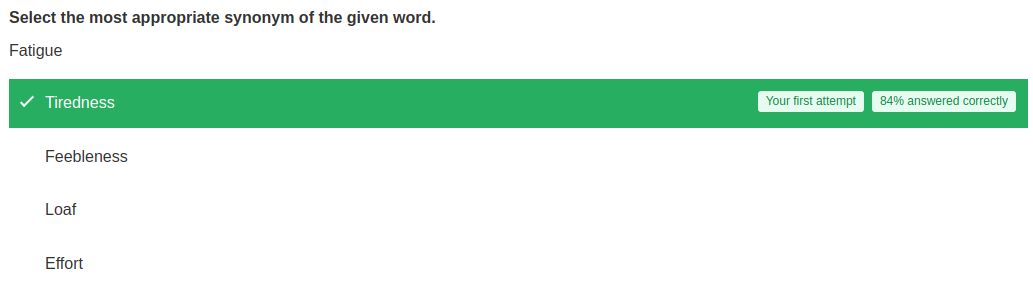 Select the most appropriate synonym of the given word.
Fatigue
Tiredness Your first attempt 84% answered correctly
Feebleness
Loaf
Effort